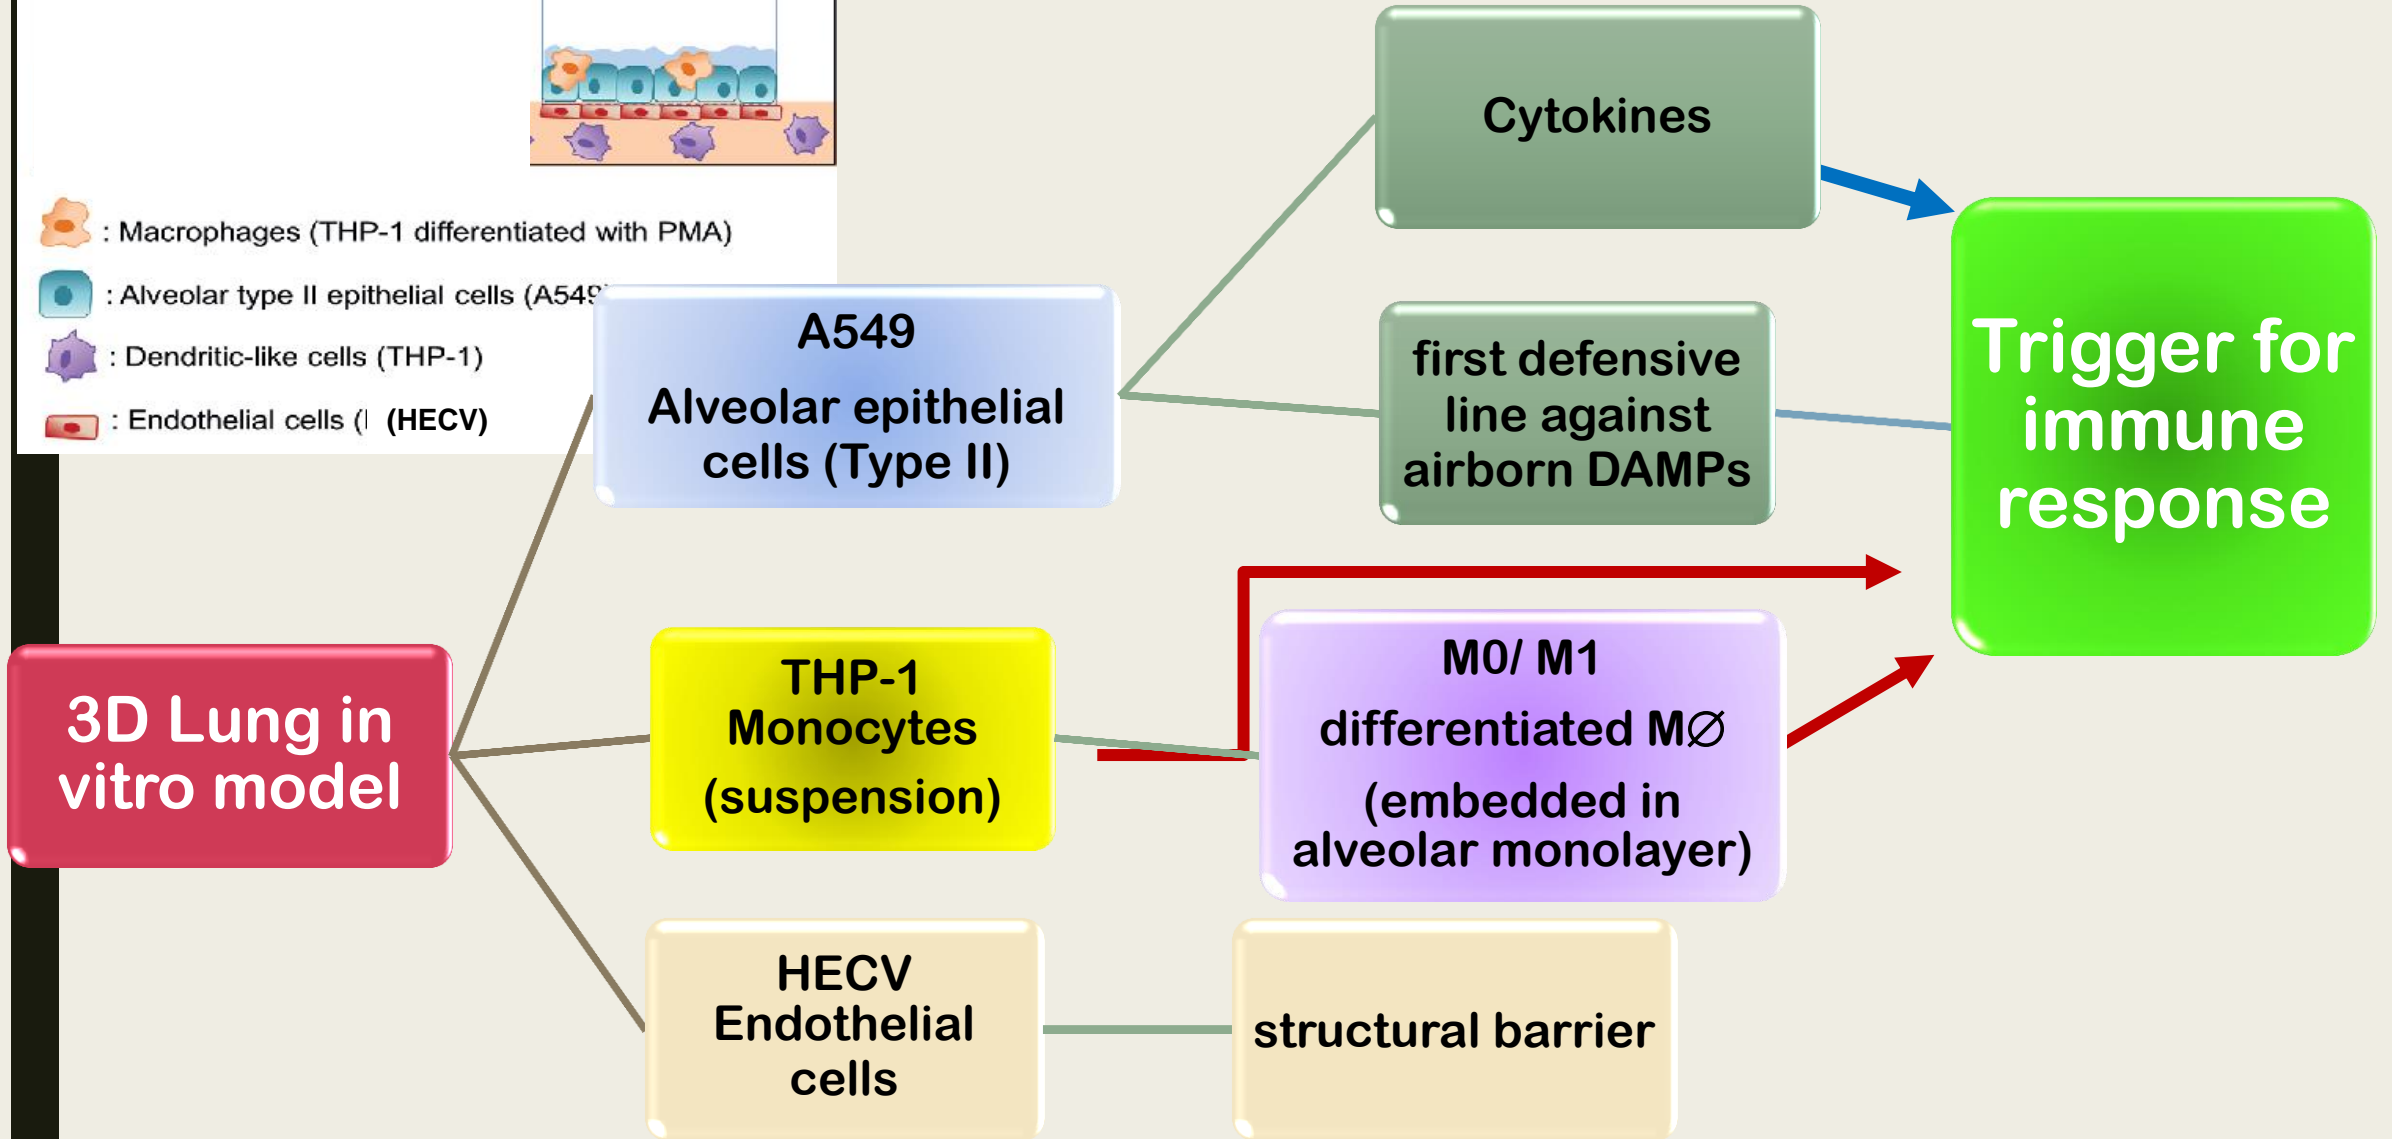 : Macrophages (THP-1 differentiated with PMA)
: Alveolar type II epithelial cells (A549
: Dendritic-like cells (THP-1)
: Endothelial cells ( (HECV)
3D Lung in
vitro model
A549
Alveolar epithelial
cells (Type II)
Cytokines
first defensive
line against
airborn DAMPs
THP-1
Monocytes
(suspension)
M0/ M1
differentiated M∅
(embedded in
alveolar monolayer)
HECV
Endothelial
cells
structural barrier
Trigger for
immune
response